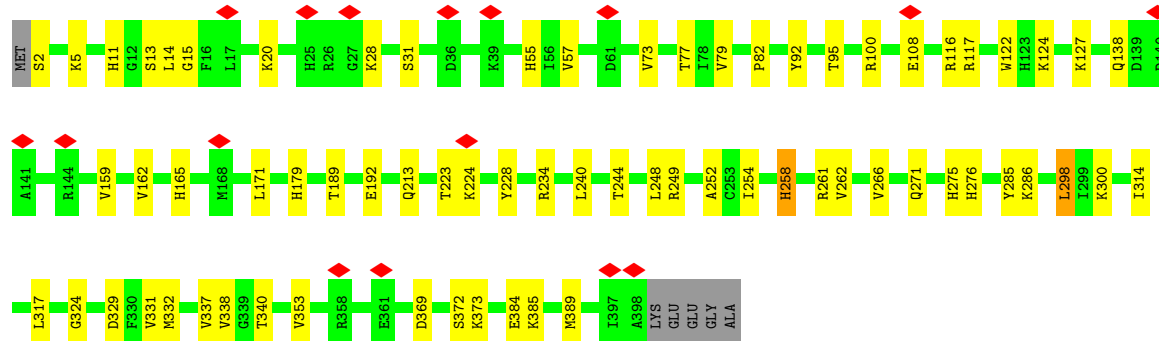 MET S2 K5 H11 G12 S13 L14 G15 F16 L17 K20 H25 R26 G27 K28 S31 D36 K39 H55 I56 V57 D61 V73 T77 I78 V79 P82 Y92 T95 R100 E108 R116 R117 W122 H123 K124 K127 Q138 D139
A141 R144 V159 V162 H165 M168 L171 H179 T189 E192 Q213 T223 K224 Y228 R234 L240 T244 L248 R249 A252 C253 I254 H258 R261 V262 V266 Q271 H275 H276 Y285 K286 L298 I299 K300 I314
L317 G324 D329 F330 V331 M332 V337 V338 G339 T340 V353 R358 E361 D369 S372 K373 E384 K385 M389 I397 A398 LYS GLU GLU GLY ALA